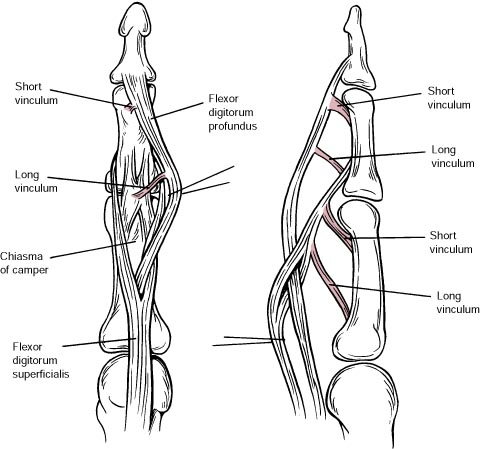 Short
vinculum
Flexor
digitorum
profundus
Long
vinculum
Chiasma
of camper
Flexor
digitorum
superficialis
Short
vinculum
Long
vinculum
Short
vinculum
Long
vinculum